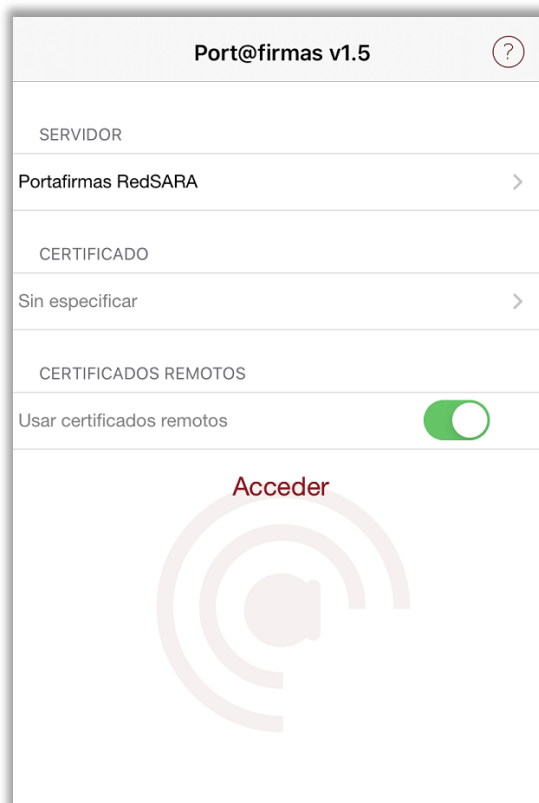 Port@firmas v1.5
?
SERVIDOR
Portafirmas RedSARA
CERTIFICADO
Sin especificar
CERTIFICADOS REMOTOS
Usar certificados remotos
Acceder